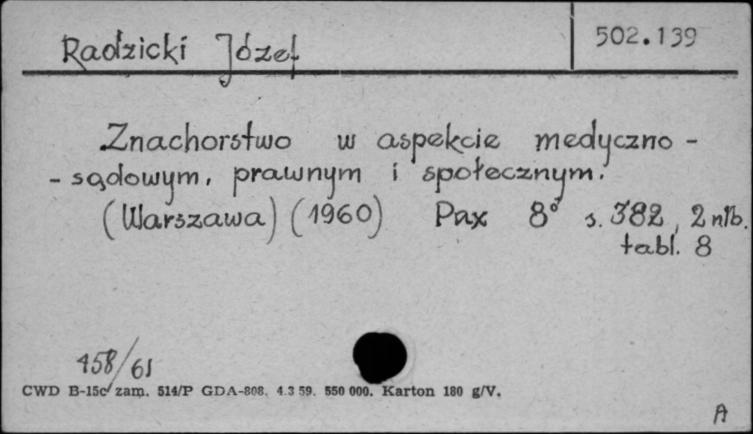 Radzicki Józef
502.139
Znachorstwo w aspekcie medyczno -
- sądowym, prawnym i społecznym.
(Warszawa) (1960) Pax 8° s. 382, 2 nlb.
tabl. 8
458/61
CWD B-15c zam. 514/P GDA-808. 4.3 59. 550 000. Karton 180 g/V.
A